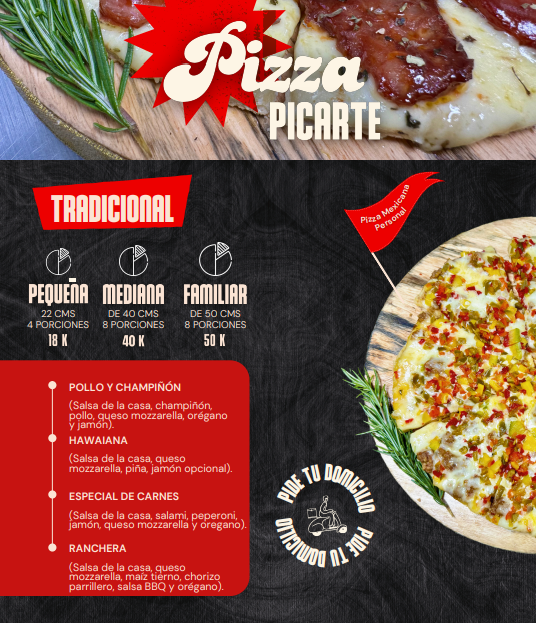 Pizza
PICARTE
TRADICIONAL
Pizza Mexicana
Personal
PEQUEÑA
22 CMS
4 PORCIONES
18 K
MEDIANA
DE 40 CMS
8 PORCIONES
40 K
FAMILIAR
DE 50 CMS
8 PORCIONES
50 K
POLLO Y CHAMPIÑÓN
(Salsa de la casa, champiñón,
pollo, queso mozzarella, orégano
y jamón).
HAWAIANA
(Salsa de la casa, queso
mozzarella, piña, jamón opcional).
ESPECIAL DE CARNES
(Salsa de la casa, salami, peperoni,
jamón, queso mozzarella y oregano).
RANCHERA
(Salsa de la casa, queso
mozzarella, maíz tierno, chorizo
parrillero, salsa BBQ y orégano).
PIDE TU DOMICILIO
PIDE TU DOMICILIO